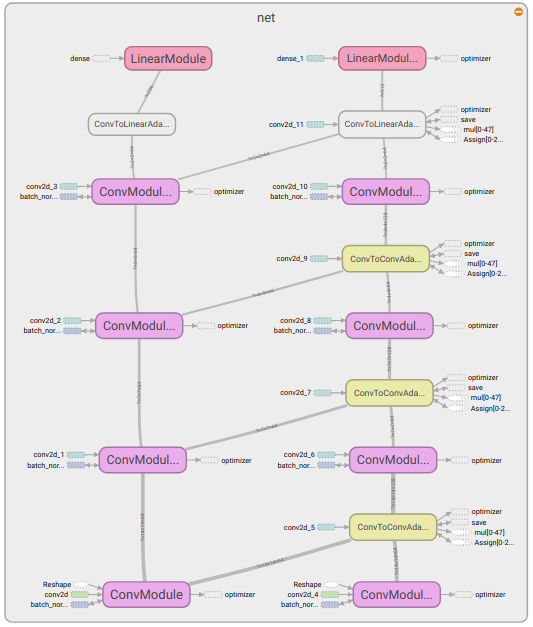 net
dense
LinearModule
dense_1
LinearModul...
optimizer
ConvToLinearAda...
conv2d_11
ConvToLinearAda...
optimizer
save
mul[0-47]
Assign[0-2...
conv2d_3
batch_nor...
ConvModul...
optimizer
conv2d_10
batch_nor...
ConvModul...
optimizer
conv2d_9
ConvToConvAda...
optimizer
save
mul[0-47]
Assign[0-2...
conv2d_2
batch_nor...
ConvModul...
optimizer
conv2d_8
batch_nor...
ConvModul...
optimizer
conv2d_7
ConvToConvAda...
optimizer
save
mul[0-47]
Assign[0-2...
conv2d_1
batch_nor...
ConvModul...
optimizer
conv2d_6
batch_nor...
ConvModul...
optimizer
conv2d_5
ConvToConvAda...
optimizer
save
mul[0-47]
Assign[0-2...
Reshape
conv2d
batch_nor...
ConvModule
optimizer
Reshape
conv2d_4
batch_nor...
ConvModul...
optimizer